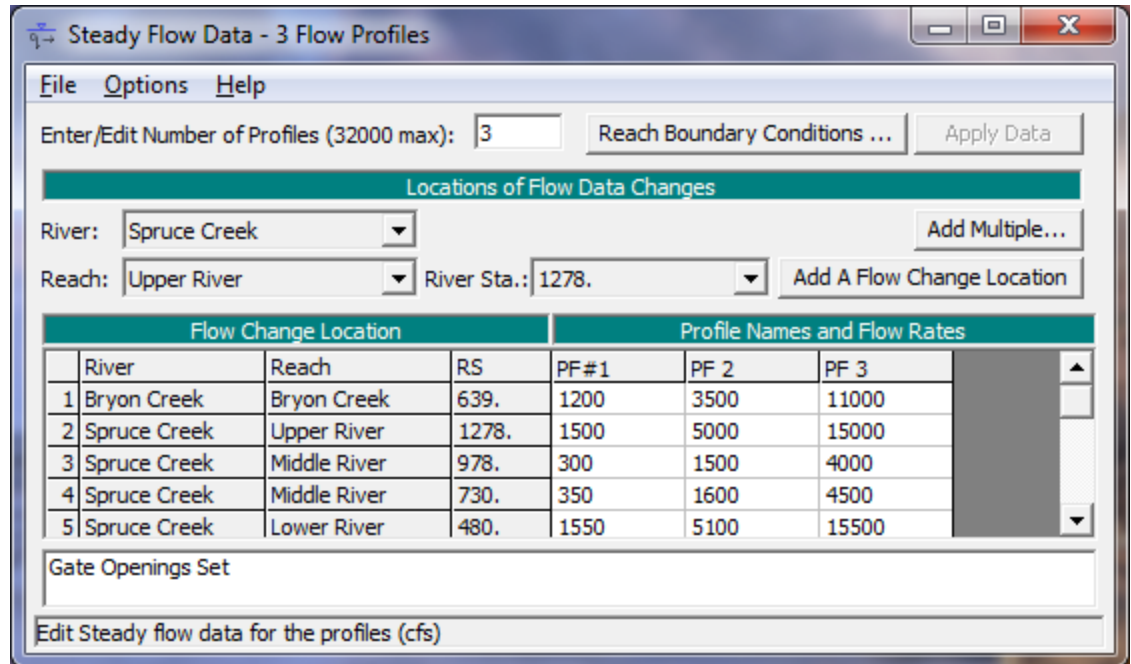 Steady Flow Data - 3 Flow Profiles
File Options Help
Enter/Edit Number of Profiles (32000 max): 3 Reach Boundary Conditions ... Apply Data
Locations of Flow Data Changes
River: Spruce Creek Add Multiple...
Reach: Upper River River Sta.: 1278. Add A Flow Change Location
Flow Change Location Profile Names and Flow Rates
River Reach RS PF#1 PF 2 PF 3
1 Bryon Creek Bryon Creek 639. 1200 3500 11000
2 Spruce Creek Upper River 1278. 1500 5000 15000
3 Spruce Creek Middle River 978. 300 1500 4000
4 Spruce Creek Middle River 730. 350 1600 4500
5 Spruce Creek Lower River 480. 1550 5100 15500
Gate Openings Set
Edit Steady flow data for the profiles (cfs)